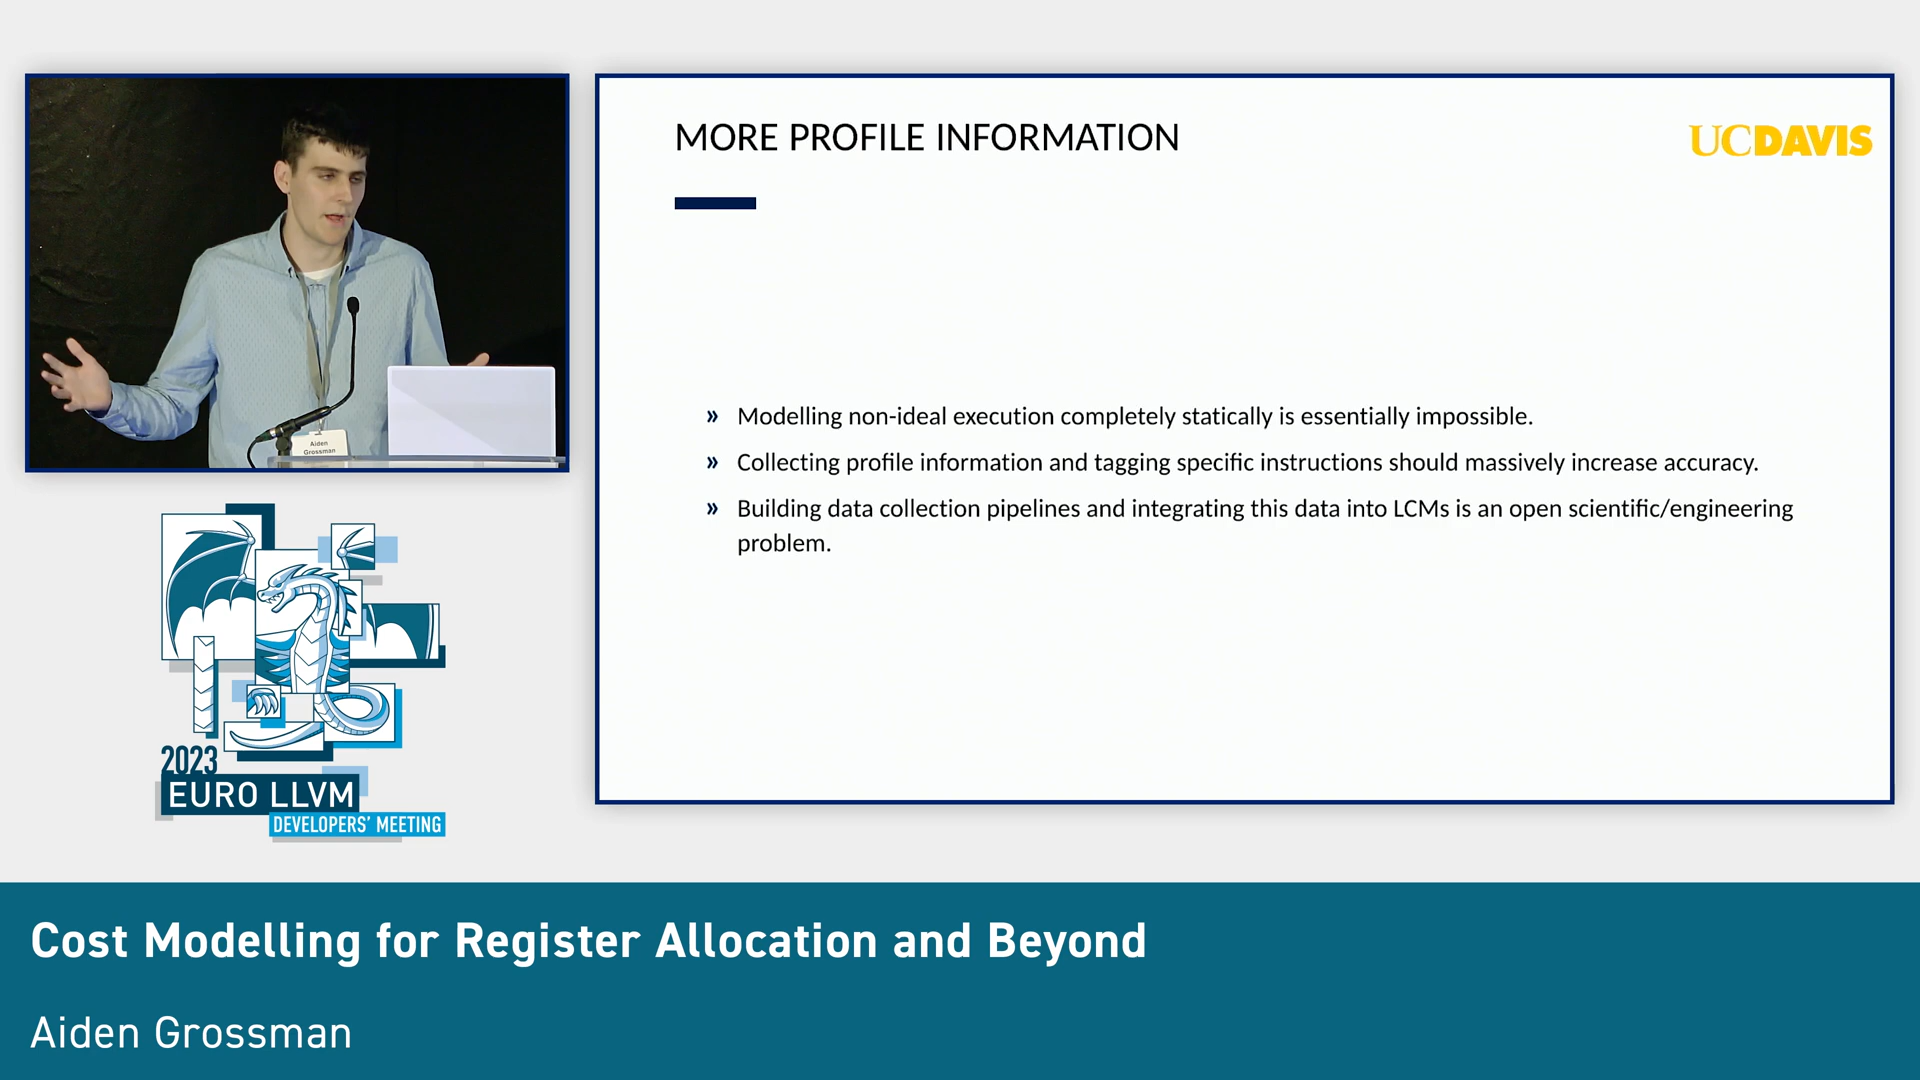 MORE PROFILE INFORMATION
UCDAVIS
» Modelling non-ideal execution completely statically is essentially impossible.
» Collecting profile information and tagging specific instructions should massively increase accuracy.
» Building data collection pipelines and integrating this data into LCMs is an open scientific/engineering
problem.
Aiden
Grossman
2023
EURO LLVM
DEVELOPERS' MEETING
Cost Modelling for Register Allocation and Beyond
Aiden Grossman